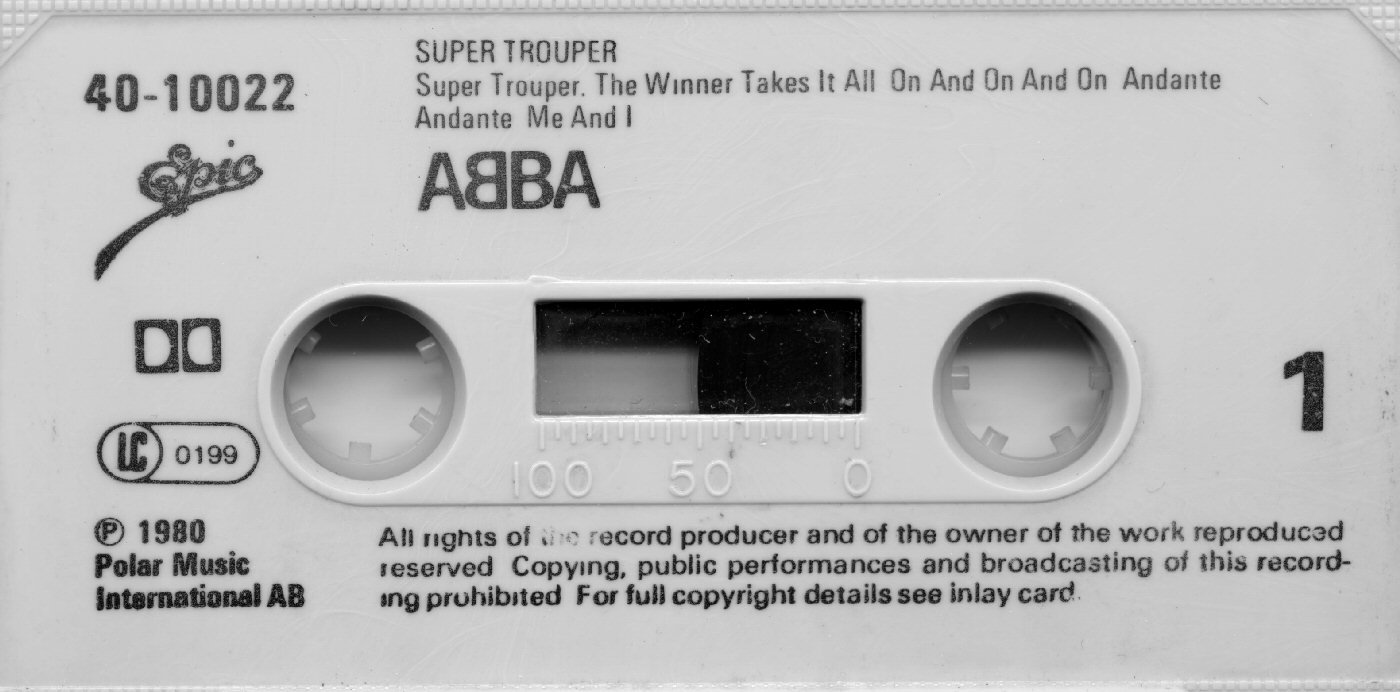 40-10022
Epic
LC 0199
℗ 1980
Polar Music
International AB
SUPER TROUPER
Super Trouper. The Winner Takes It All On And On And On Andante
Andante Me And I
ABBA
100 50 0
1
All rights of the record producer and of the owner of the work reproduced
reserved Copying, public performances and broadcasting of this record-
ing prohibited For full copyright details see inlay card.